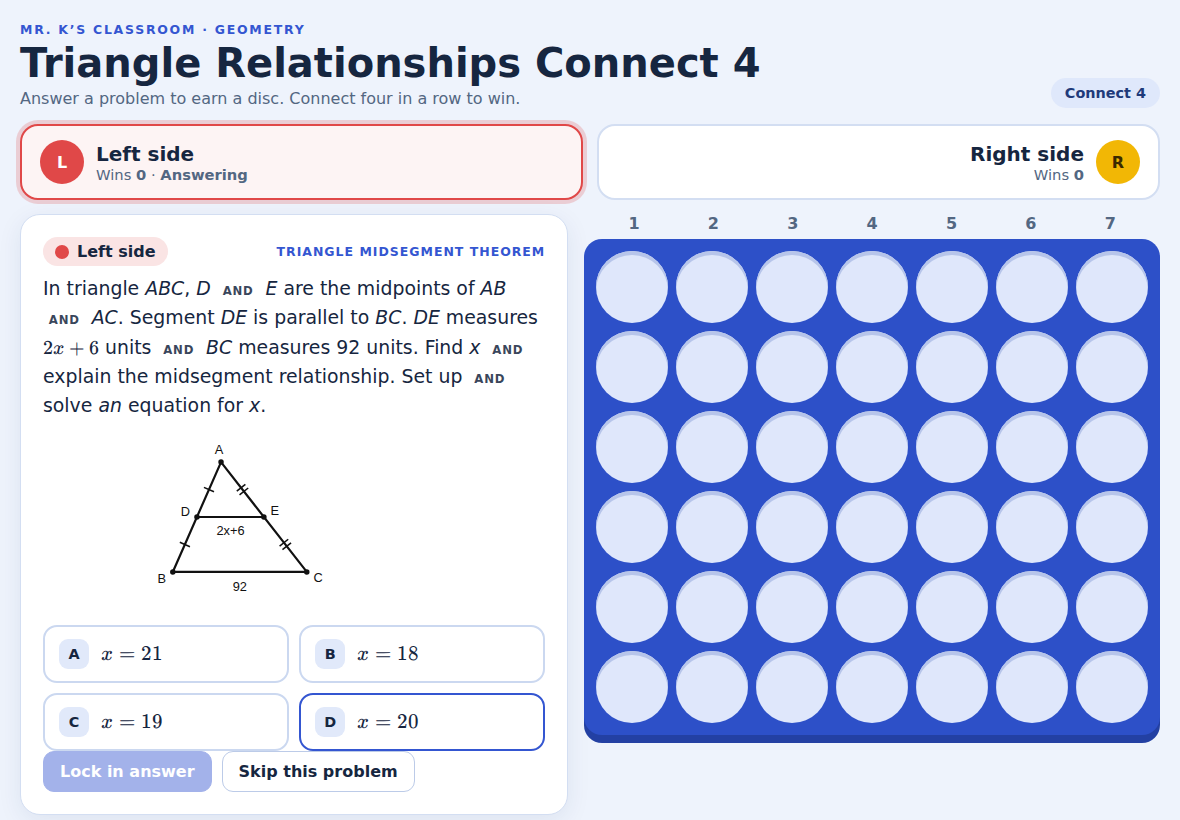 MR. K’S CLASSROOM · GEOMETRY
Triangle Relationships Connect 4
Answer a problem to earn a disc. Connect four in a row to win.
Connect 4
L
Left side
Wins 0 · Answering
Right side
Wins 0
R
Left side
TRIANGLE MIDSEGMENT THEOREM
In triangle ABC, D AND E are the midpoints of AB
AND AC. Segment DE is parallel to BC. DE measures
2x + 6 units AND BC measures 92 units. Find x AND
explain the midsegment relationship. Set up AND
solve an equation for x.
A
D
E
2x+6
B
C
92
A x = 21
B x = 18
C x = 19
D x = 20
Lock in answer
Skip this problem
1 2 3 4 5 6 7